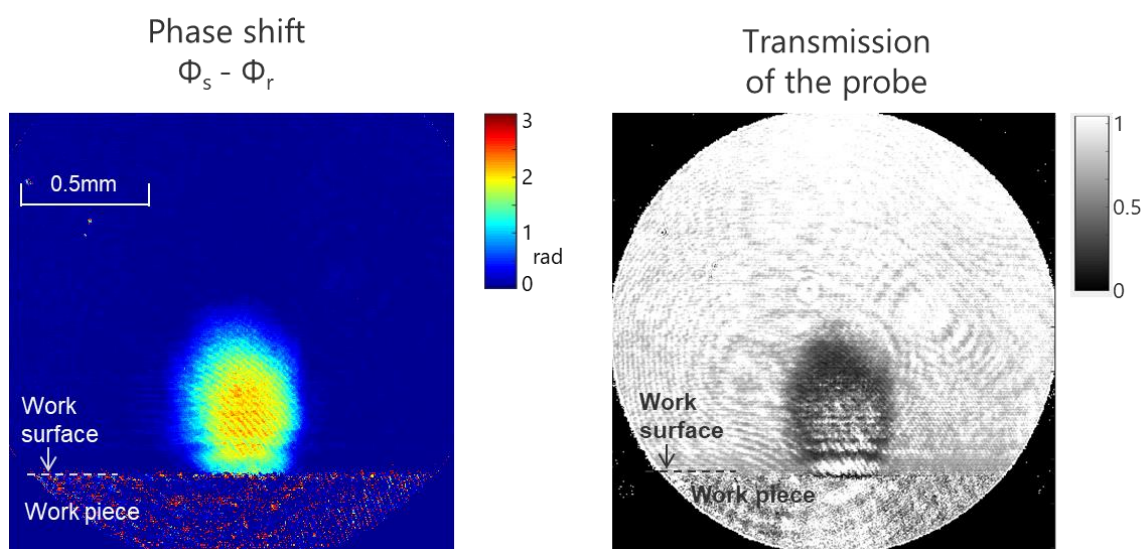 Phase shift
Φs - Φr
0.5mm
3
2
1
rad
0
Work
surface
Work piece
Transmission
of the probe
1
0.5
0
Work
surface
Work piece